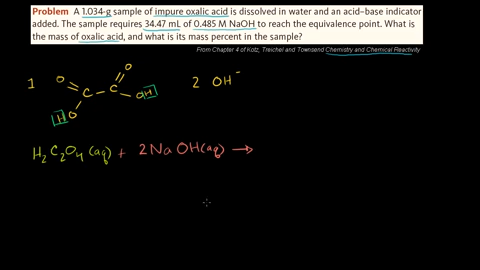 Problem A 1.034-g sample of impure oxalic acid is dissolved in water and an acid–base indicator
added. The sample requires 34.47 mL of 0.485 M NaOH to reach the equivalence point. What is
the mass of oxalic acid, and what is its mass percent in the sample?
From Chapter 4 of Kotz, Treichel and Townsend Chemistry and Chemical Reactivity
1
O
O
C – C
OH
HO
2 OH⁻
H₂C₂O₄ (aq) + 2NaOH(aq) →